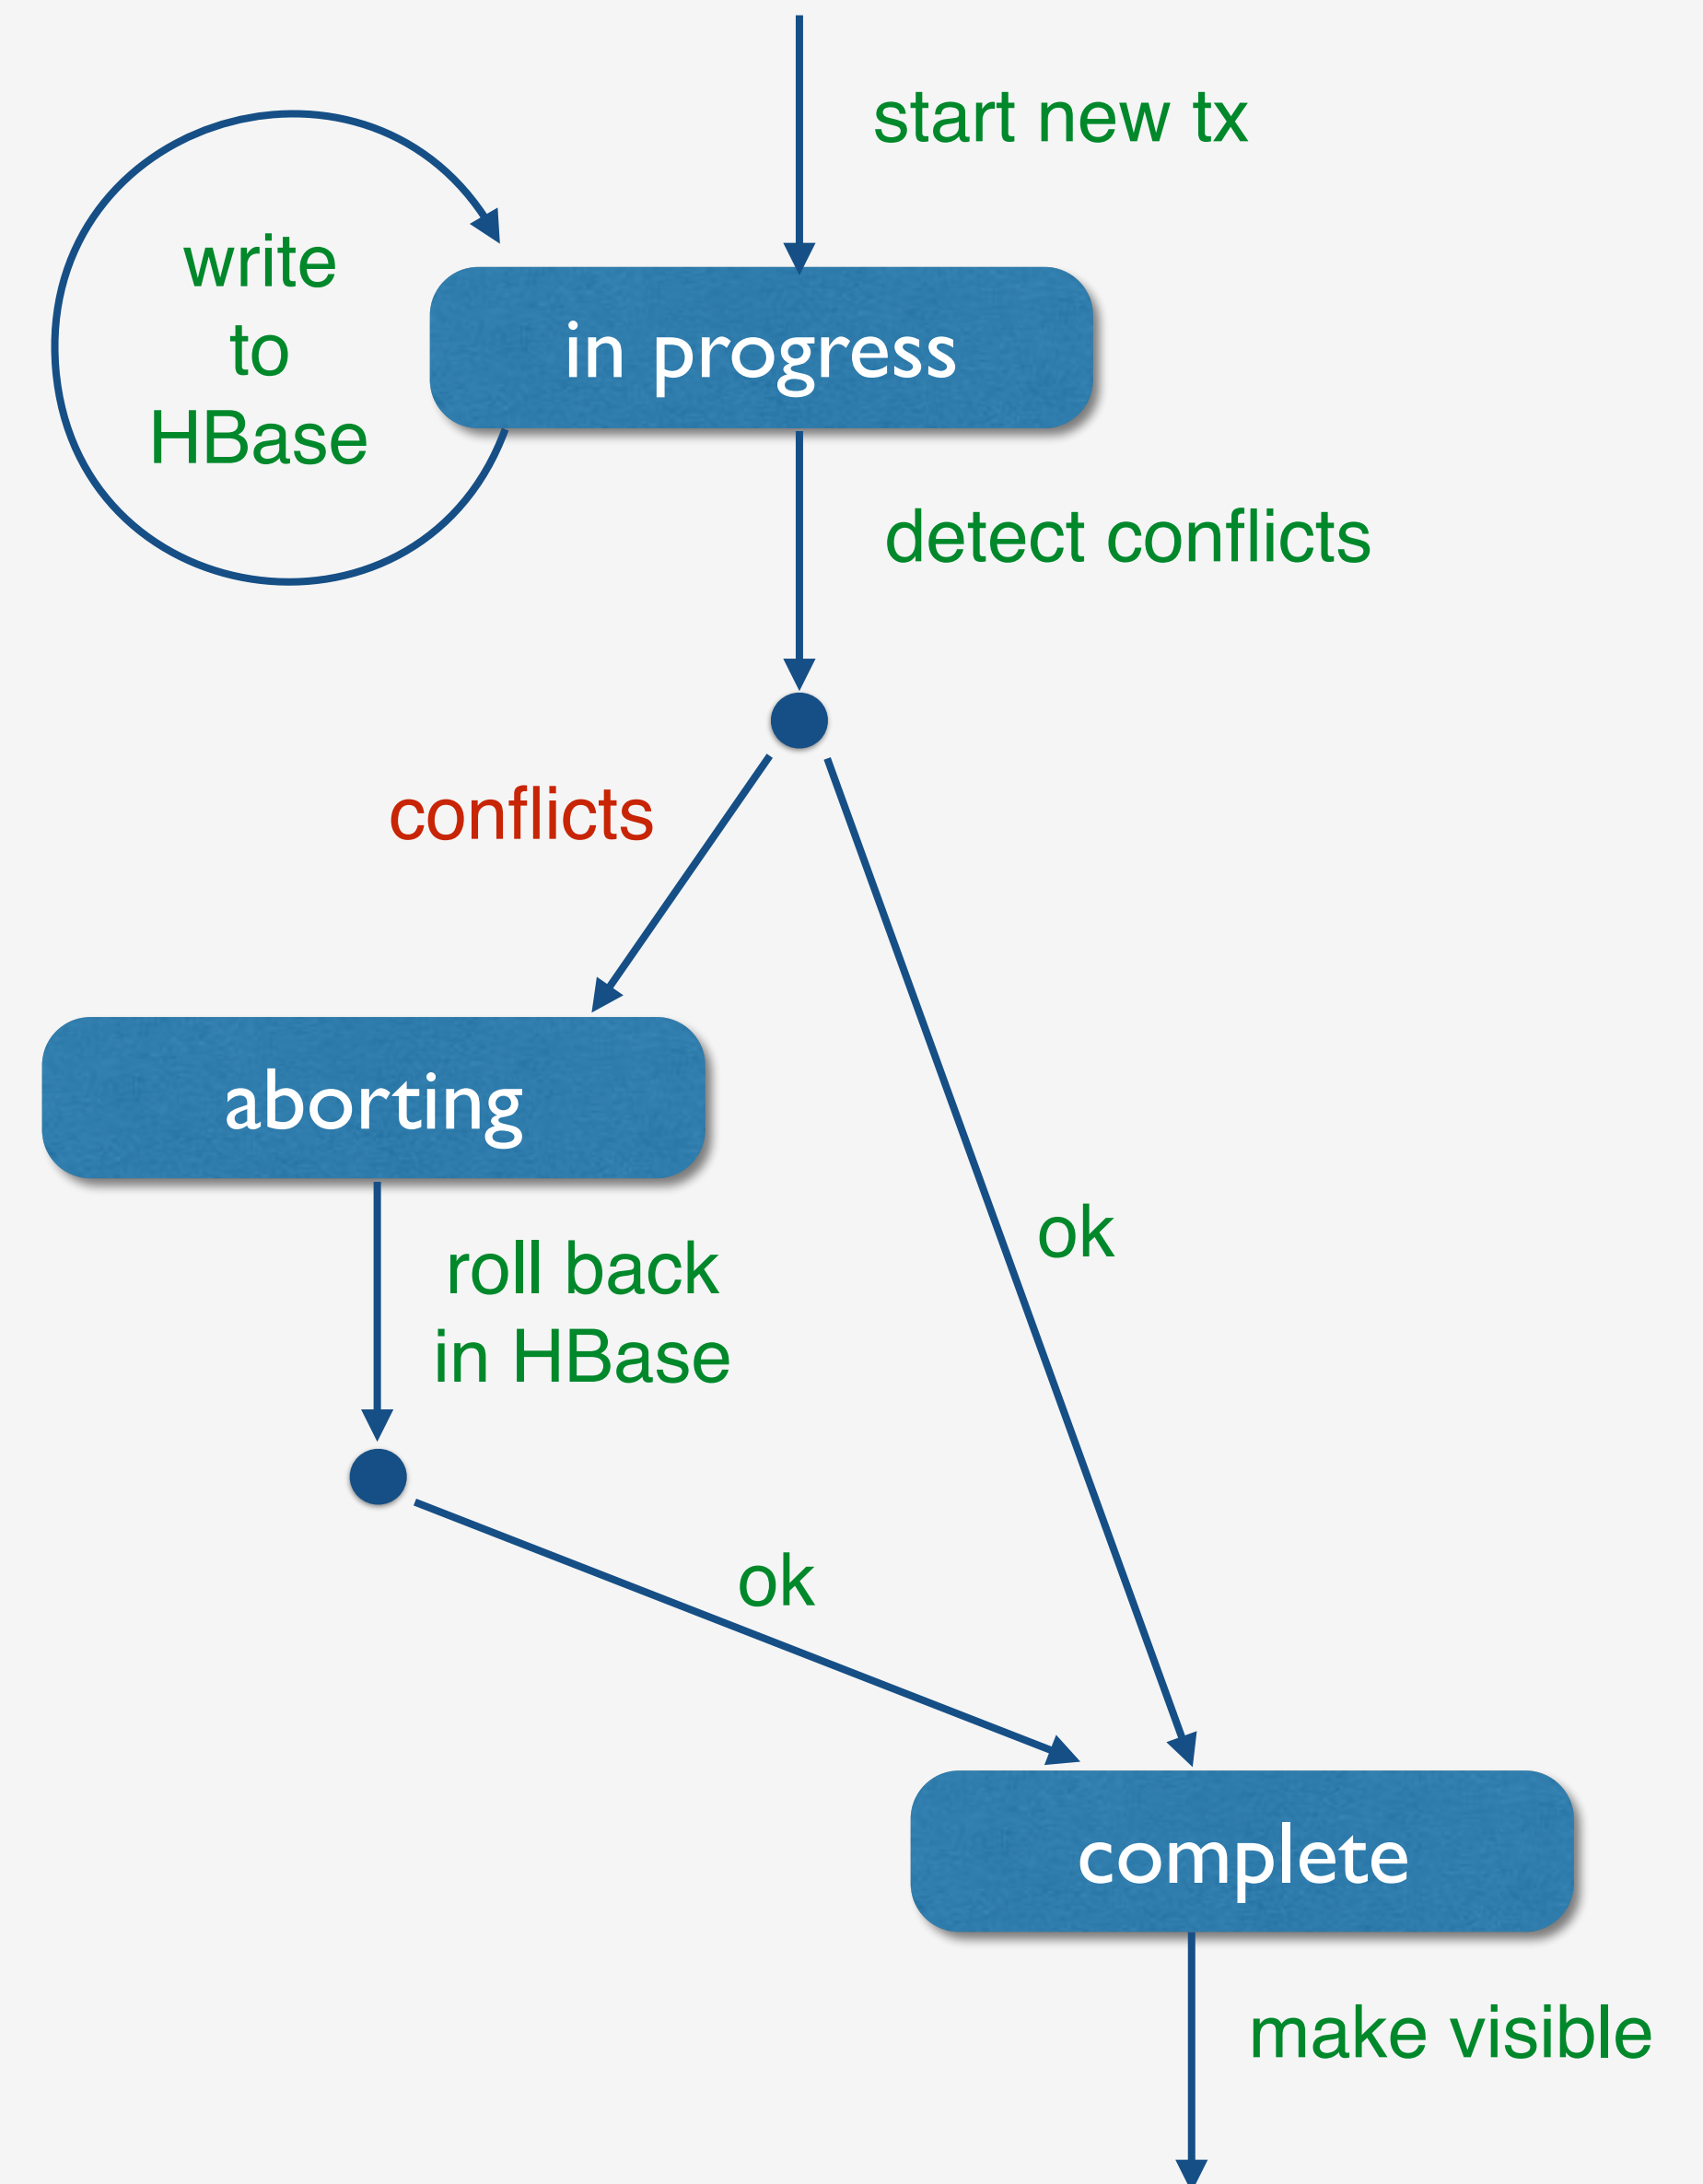 start new tx
write
to
HBase
in progress
detect conflicts
conflicts
aborting
ok
roll back
in HBase
ok
complete
make visible